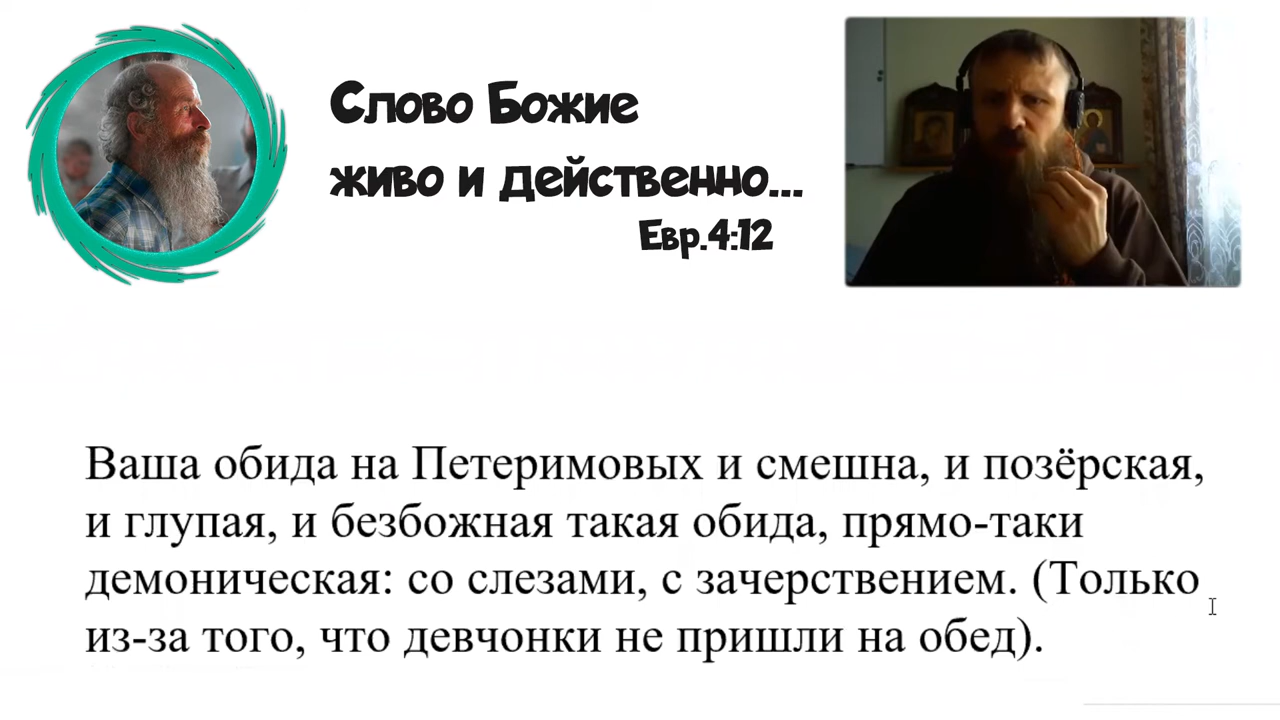 Слово Божие
живо и действенно...
Евр.4:12
Ваша обида на Петеримовых и смешна, и позёрская,
и глупая, и безбожная такая обида, прямо-таки
демоническая: со слезами, с зачерствением. (Только
из-за того, что девчонки не пришли на обед).